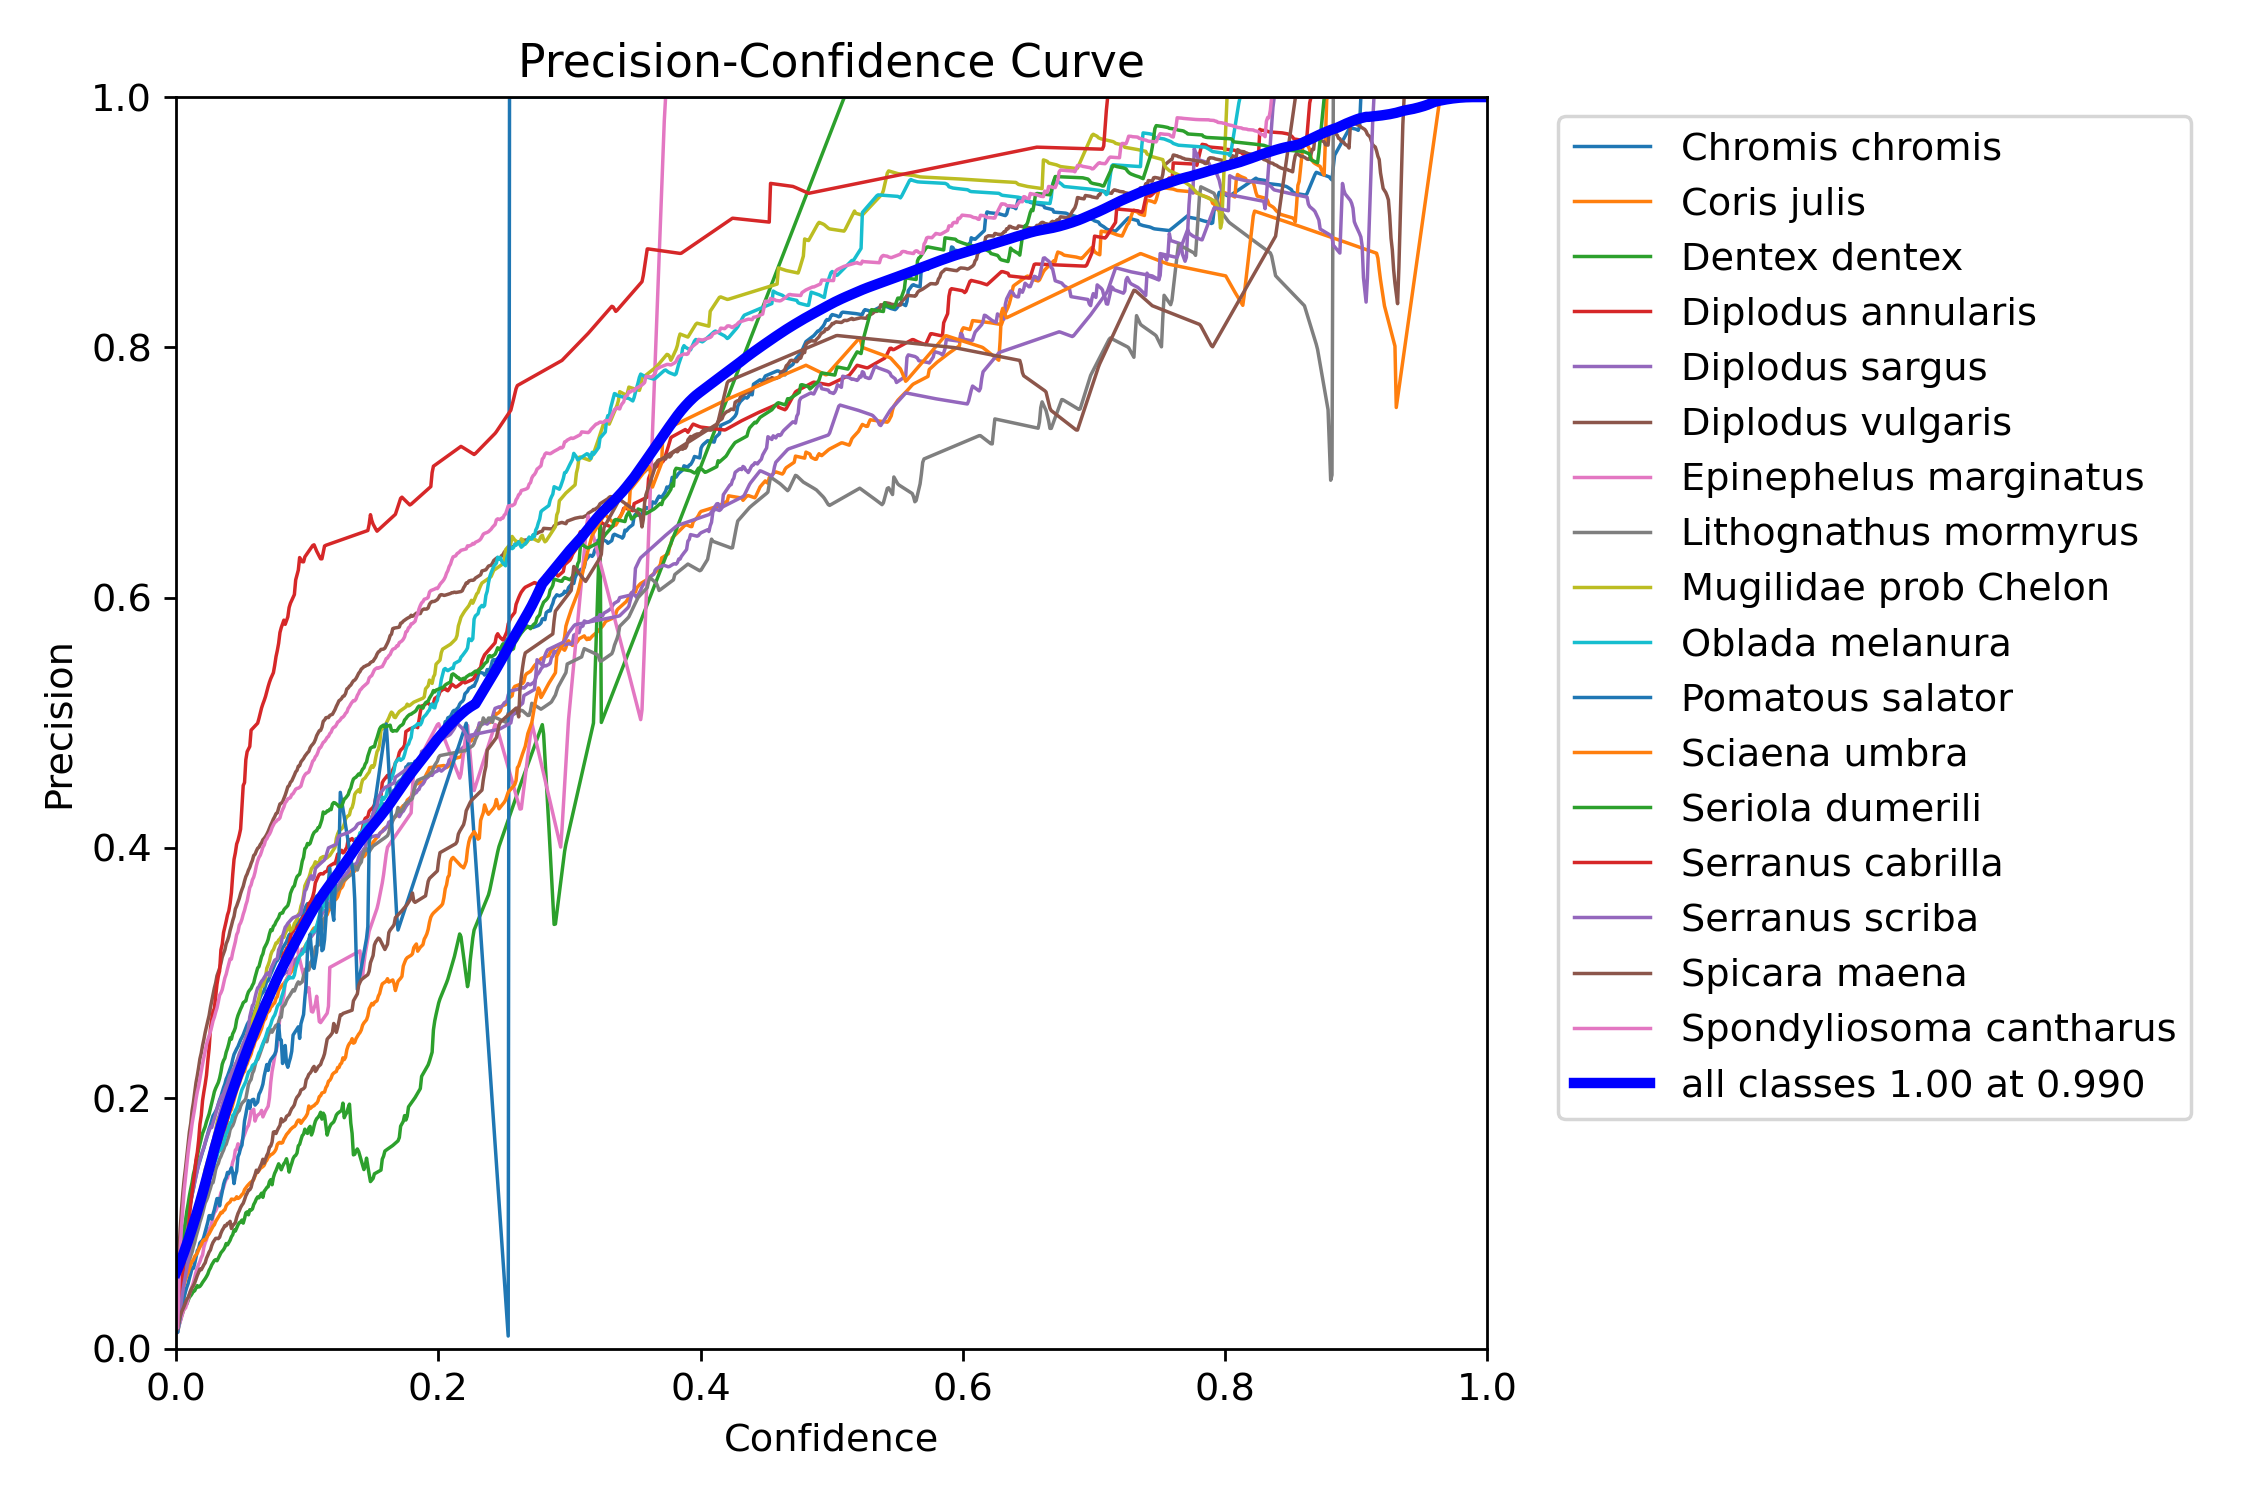 Precision-Confidence Curve
1.0
0.8
0.6
0.4
0.2
0.0
Precision
0.0 0.2 0.4 0.6 0.8 1.0
Confidence
Chromis chromis
Coris julis
Dentex dentex
Diplodus annularis
Diplodus sargus
Diplodus vulgaris
Epinephelus marginatus
Lithognathus mormyrus
Mugilidae prob Chelon
Oblada melanura
Pomatous salator
Sciaena umbra
Seriola dumerili
Serranus cabrilla
Serranus scriba
Spicara maena
Spondyliosoma cantharus
all classes 1.00 at 0.990